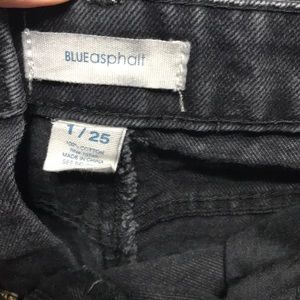 BLUEasphalt
1/25
100% COTTON
MADE IN CHINA